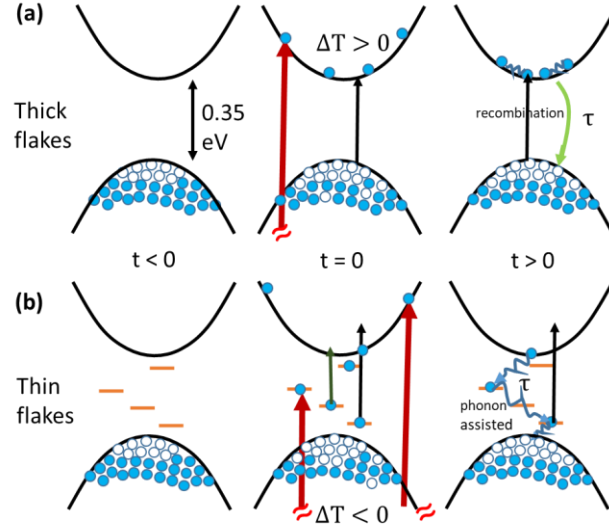 (a)
ΔT > 0
Thick
flakes
0.35
eV
recombination
τ
t < 0
t = 0
t > 0
(b)
Thin
flakes
τ
phonon
assisted
ΔT < 0